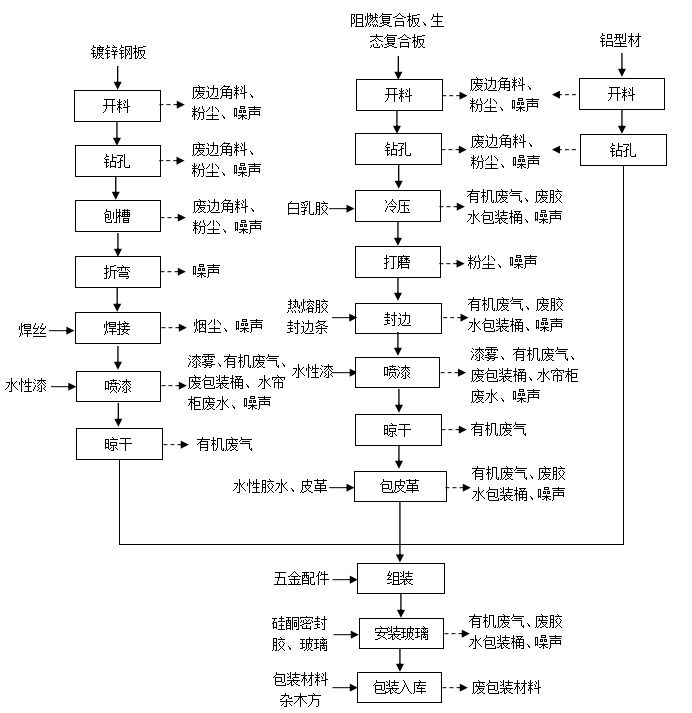 阻燃复合板、生
态复合板
镀锌钢板
铝型材
开料
废边角料、
粉尘、噪声
开料
废边角料、
粉尘、噪声
开料
钻孔
废边角料、
粉尘、噪声
钻孔
废边角料、
粉尘、噪声
钻孔
刨槽
废边角料、
粉尘、噪声
白乳胶
冷压
有机废气、废胶
水包装桶、噪声
折弯
噪声
打磨
粉尘、噪声
焊丝
焊接
烟尘、噪声
热熔胶
封边条
封边
有机废气、废胶
水包装桶、噪声
水性漆
喷漆
漆雾、有机废气、
废包装桶、水帘
柜废水、噪声
水性漆
喷漆
漆雾、有机废气、
废包装桶、水帘柜
废水、噪声
晾干
有机废气
晾干
有机废气
水性胶水、皮革
包皮革
有机废气、废胶
水包装桶、噪声
五金配件
组装
硅酮密封
胶、玻璃
安装玻璃
有机废气、废胶
水包装桶、噪声
包装材料
杂木方
包装入库
废包装材料